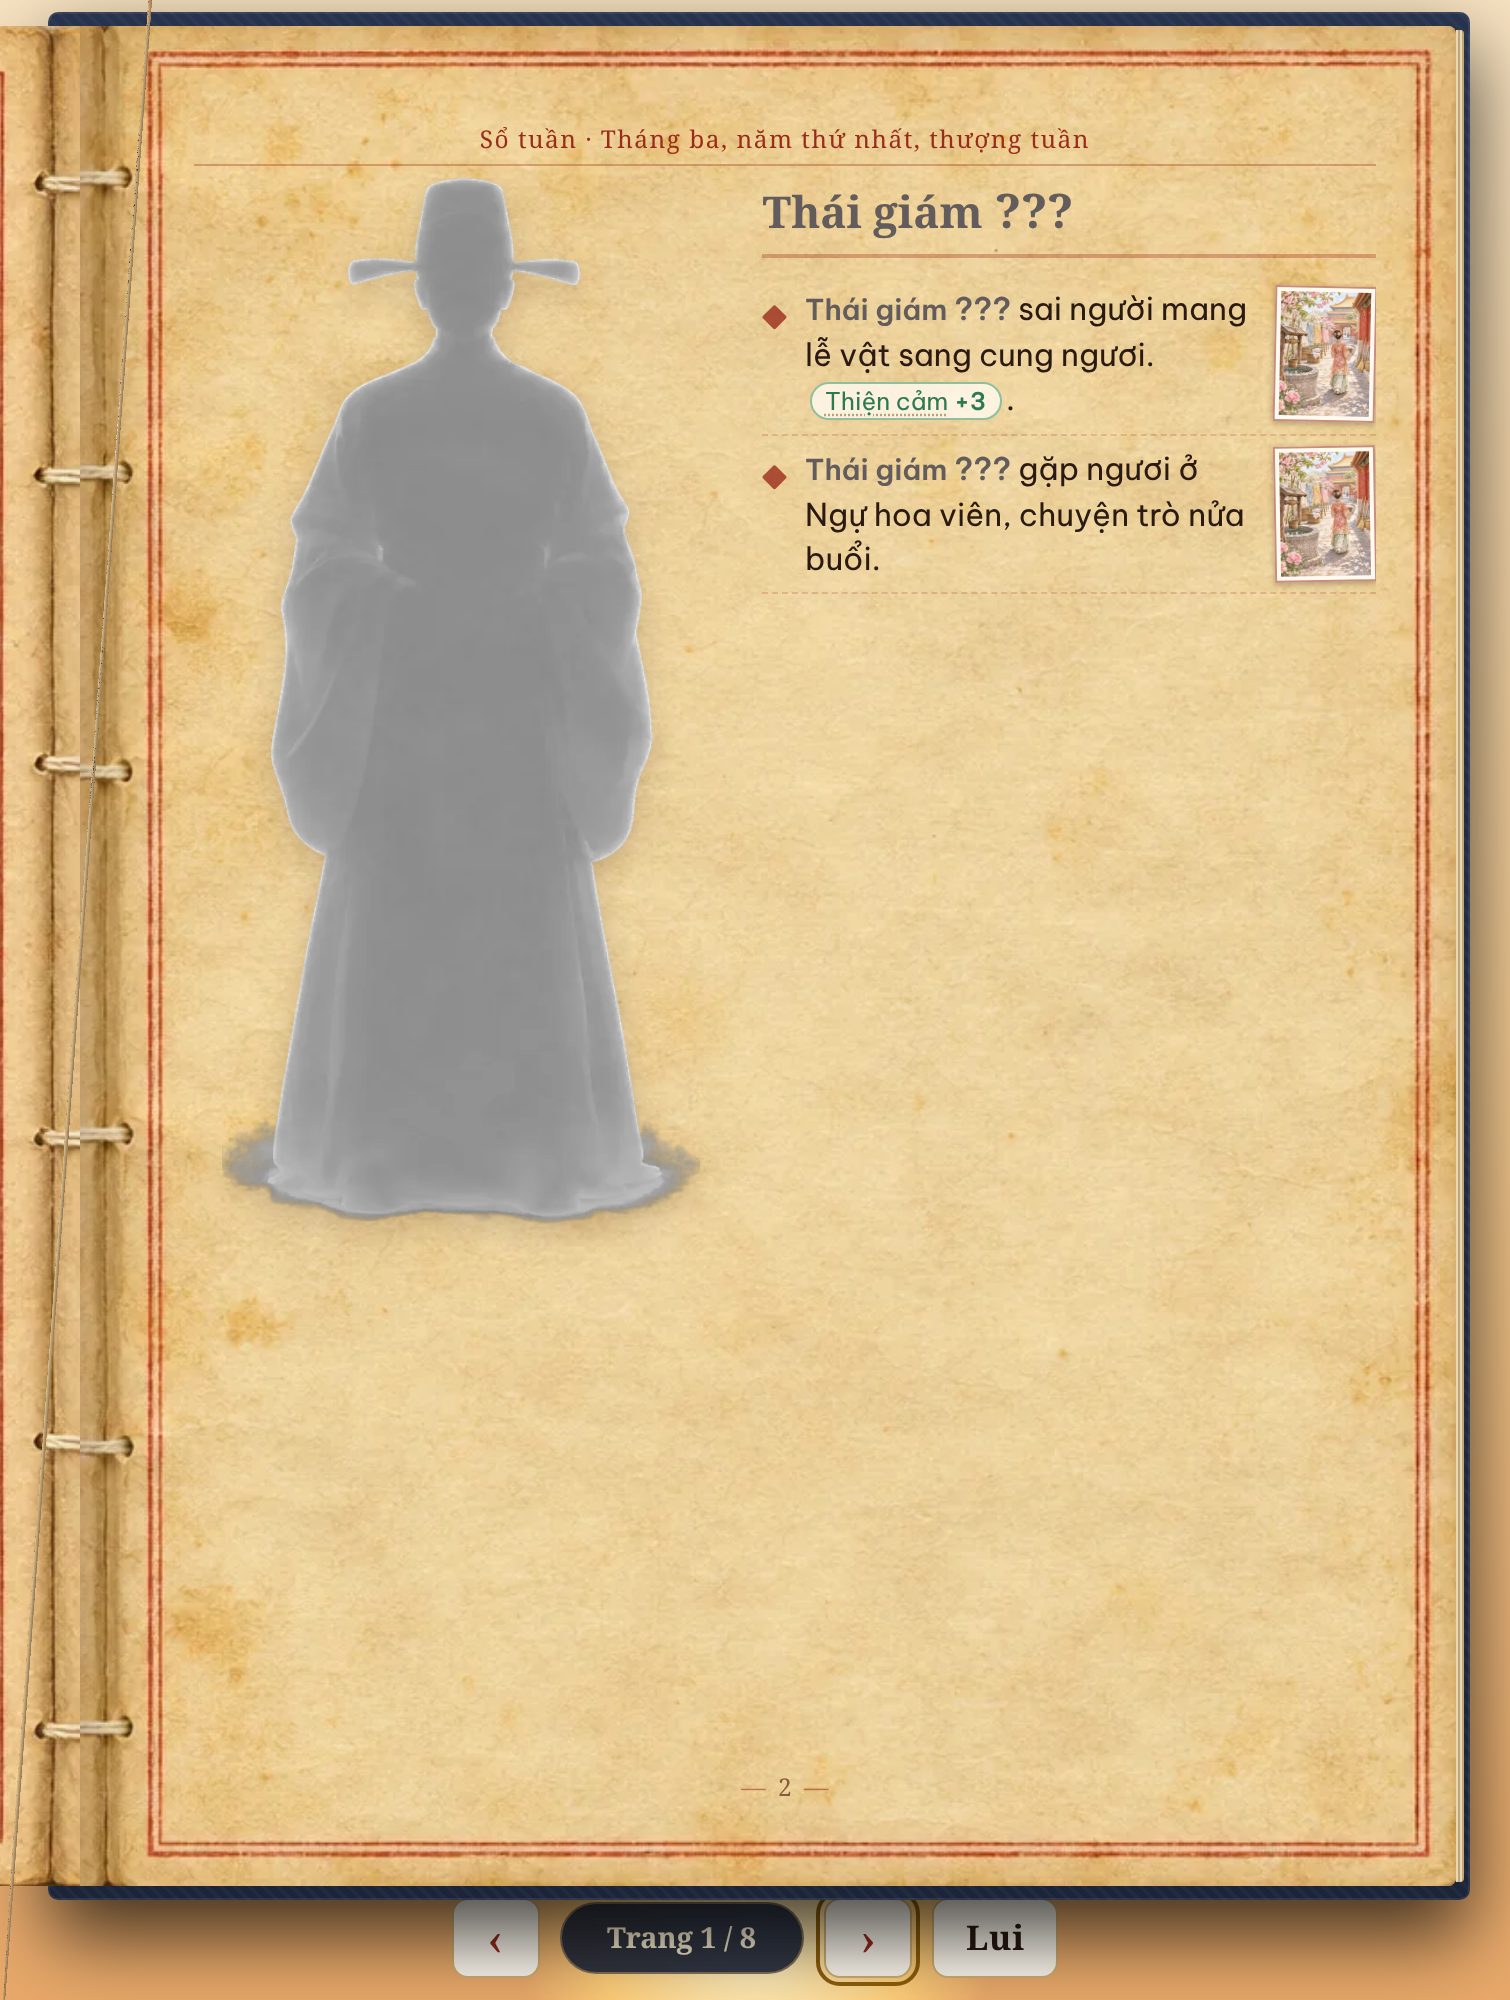 Sổ tuần · Tháng ba, năm thứ nhất, thượng tuần
Thái giám ???
Thái giám ??? sai người mang
lễ vật sang cung ngươi.
Thiện cảm +3 .
Thái giám ??? gặp ngươi ở
Ngự hoa viên, chuyện trò nửa
buổi.
— 2 —
‹ Trang 1 / 8 › Lui